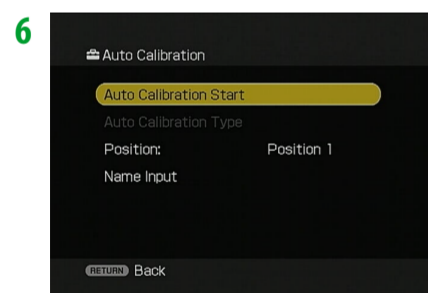 6
Auto Calibration
Auto Calibration Start
Auto Calibration Type
Position: Position 1
Name Input
RETURN Back